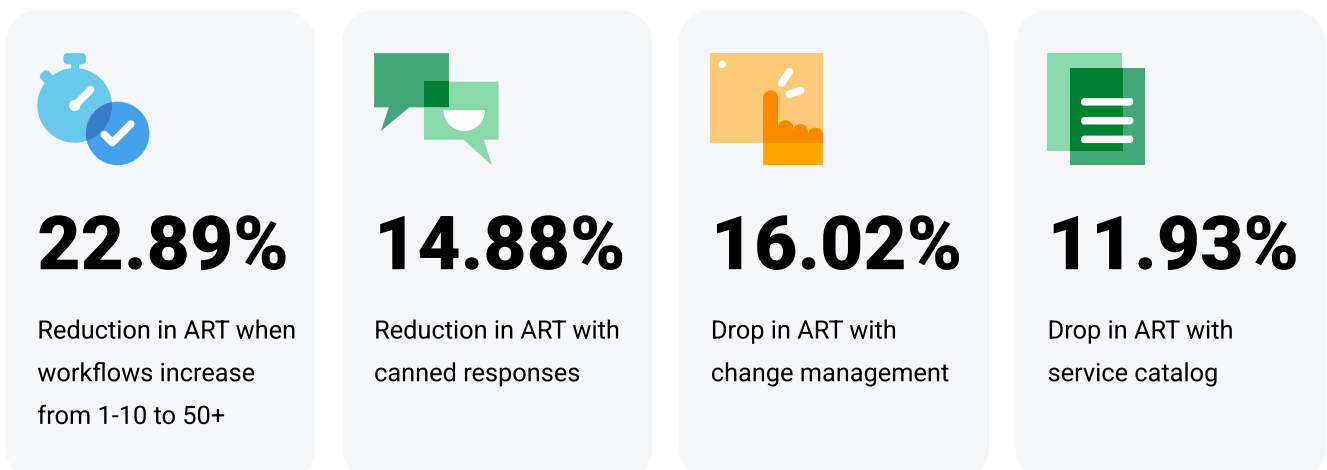 22.89%
Reduction in ART when
workflows increase
from 1-10 to 50+
14.88%
Reduction in ART with
canned responses
16.02%
Drop in ART with
change management
11.93%
Drop in ART with
service catalog